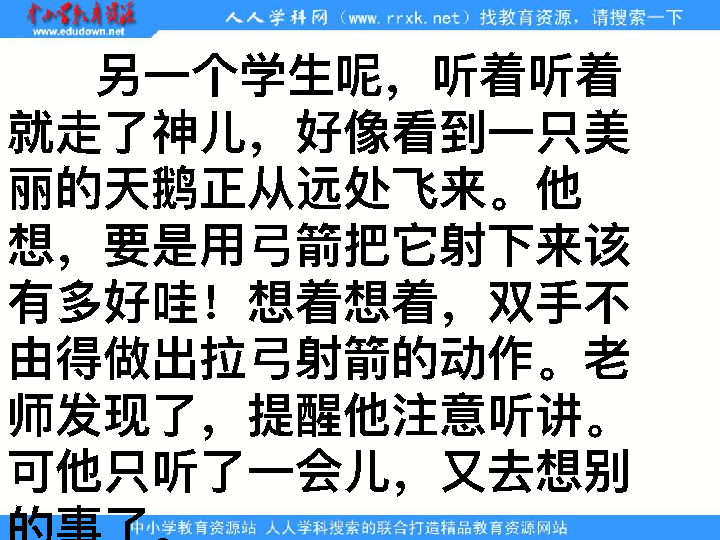 中小学教育资源
www.edudown.net
人人学科网（www.rrxk.net）找教育资源，请搜索一下
另一个学生呢，听着听着
就走了神儿，好像看到一只美
丽的天鹅正从远处飞来。他
想，要是用弓箭把它射下来该
有多好哇！想着想着，双手不
由得做出拉弓射箭的动作。老
师发现了，提醒他注意听讲。
可他只听了一会儿，又去想别
的事了。
中小学教育资源站 人人学科搜索的联合打造精品教育资源网站